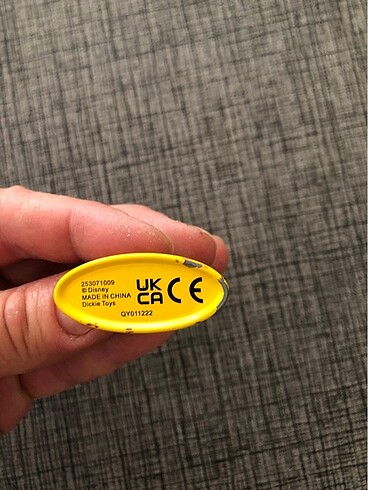 253071009
© Disney
MADE IN CHINA
Dickie Toys
UK
CA
CE
QY011222